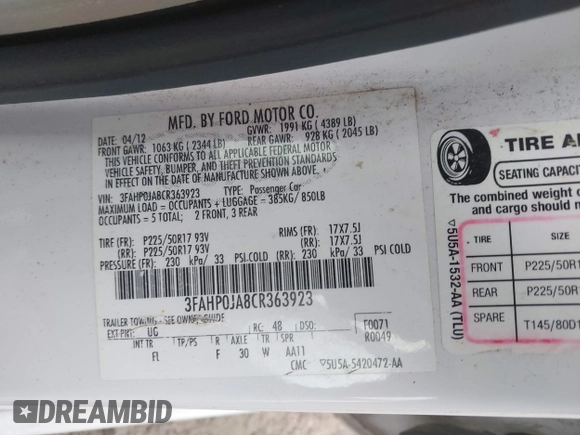 MFD. BY FORD MOTOR CO.
04/12
GVWR: 1991 KG ( 4389 LB)
FRONT GAWR: 1063 KG ( 2344 LB)
REAR GAWR: 928 KG ( 2045 LB)
THIS VEHICLE CONFORMS TO ALL APPLICABLE FEDERAL MOTOR
VEHICLE SAFETY, BUMPER, AND THEFT PREVENTION STANDARDS
IN EFFECT ON THE DATE OF MANUFACTURE SHOWN ABOVE.
VIN: 3FAHP0JA8CR363923 TYPE: Passenger Car
MAXIMUM LOAD = OCCUPANTS + LUGGAGE = 385KG/ 850LB
OCCUPANTS = 5 TOTAL: 2 FRONT, 3 REAR
TIRE (FR): P225/50R17 93V RIMS (FR): 17X7.5J
(RR): P225/50R17 93V (RR): 17X7.5J
PRESSURE (FR): 230 kPa/ 33 PSI COLD (RR): 230 kPa/ 33 PSI COLD
3FAHP0JA8CR363923
TRAILER TOWING - SEE OWNERS GUIDE
EXT PNT: UG RC: 48 DSO: F0071
R0049
INT TR TP/PS R AXLE TR SPR
FL F 30 W AA11
CMC ▽5U5A-5420472-AA
▽5U5A-1532-AA (TLU)
TIRE A
SEATING CAPACI
The combined weight
and cargo should
TIRE SIZE
FRONT P225/50R1
REAR P225/50R1
SPARE T145/80D1
DREAMBID